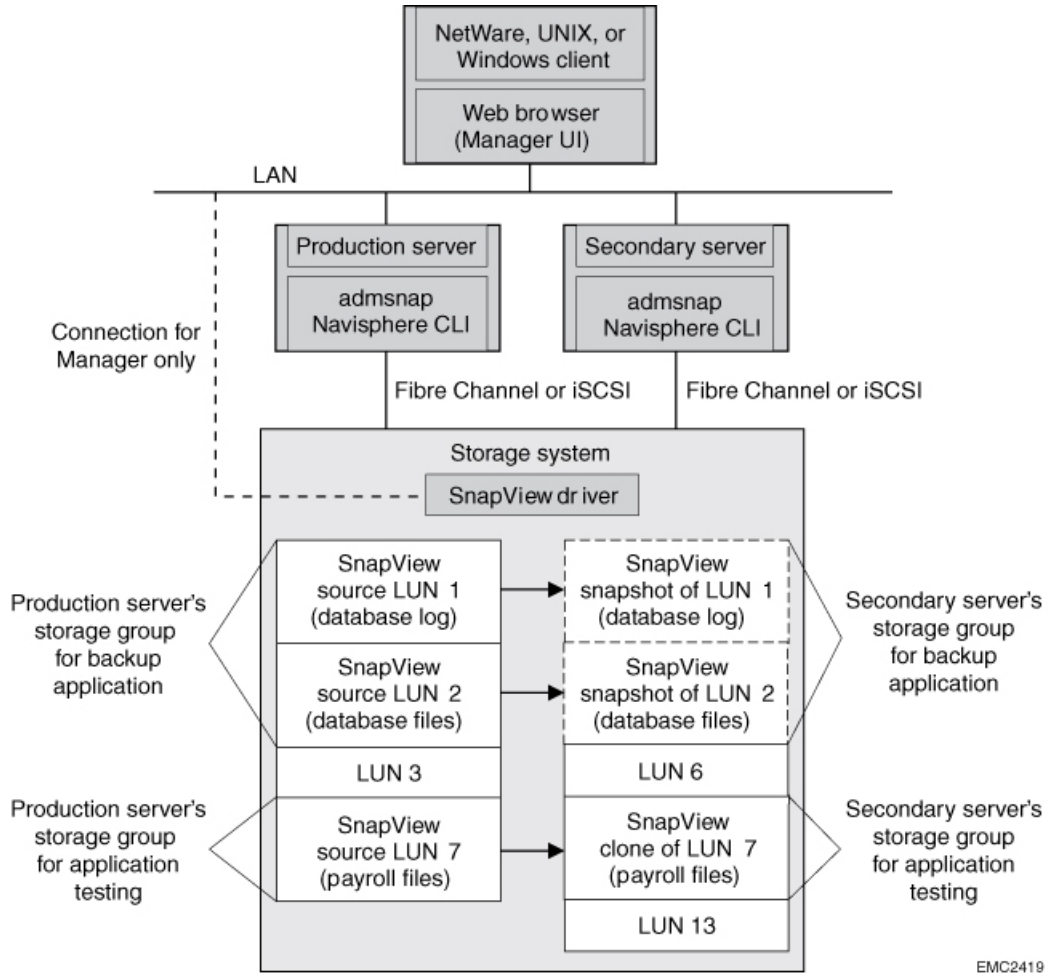 NetWare, UNIX, or
Windows client
Web browser
(Manager UI)
LAN
Production server
admsnap
Navisphere CLI
Secondary server
admsnap
Navisphere CLI
Connection for
Manager only
Fibre Channel or iSCSI
Fibre Channel or iSCSI
Storage system
SnapView driver
Production server's
storage group
for backup
application
SnapView
source LUN 1
(database log)
SnapView
snapshot of LUN 1
(database log)
Secondary server's
storage group
for backup
application
SnapView
source LUN 2
(database files)
SnapView
snapshot of LUN 2
(database files)
LUN 3
LUN 6
Production server's
storage group
for application
testing
SnapView
source LUN 7
(payroll files)
SnapView
clone of LUN 7
(payroll files)
Secondary server's
storage group
for application
testing
LUN 13
EMC2419